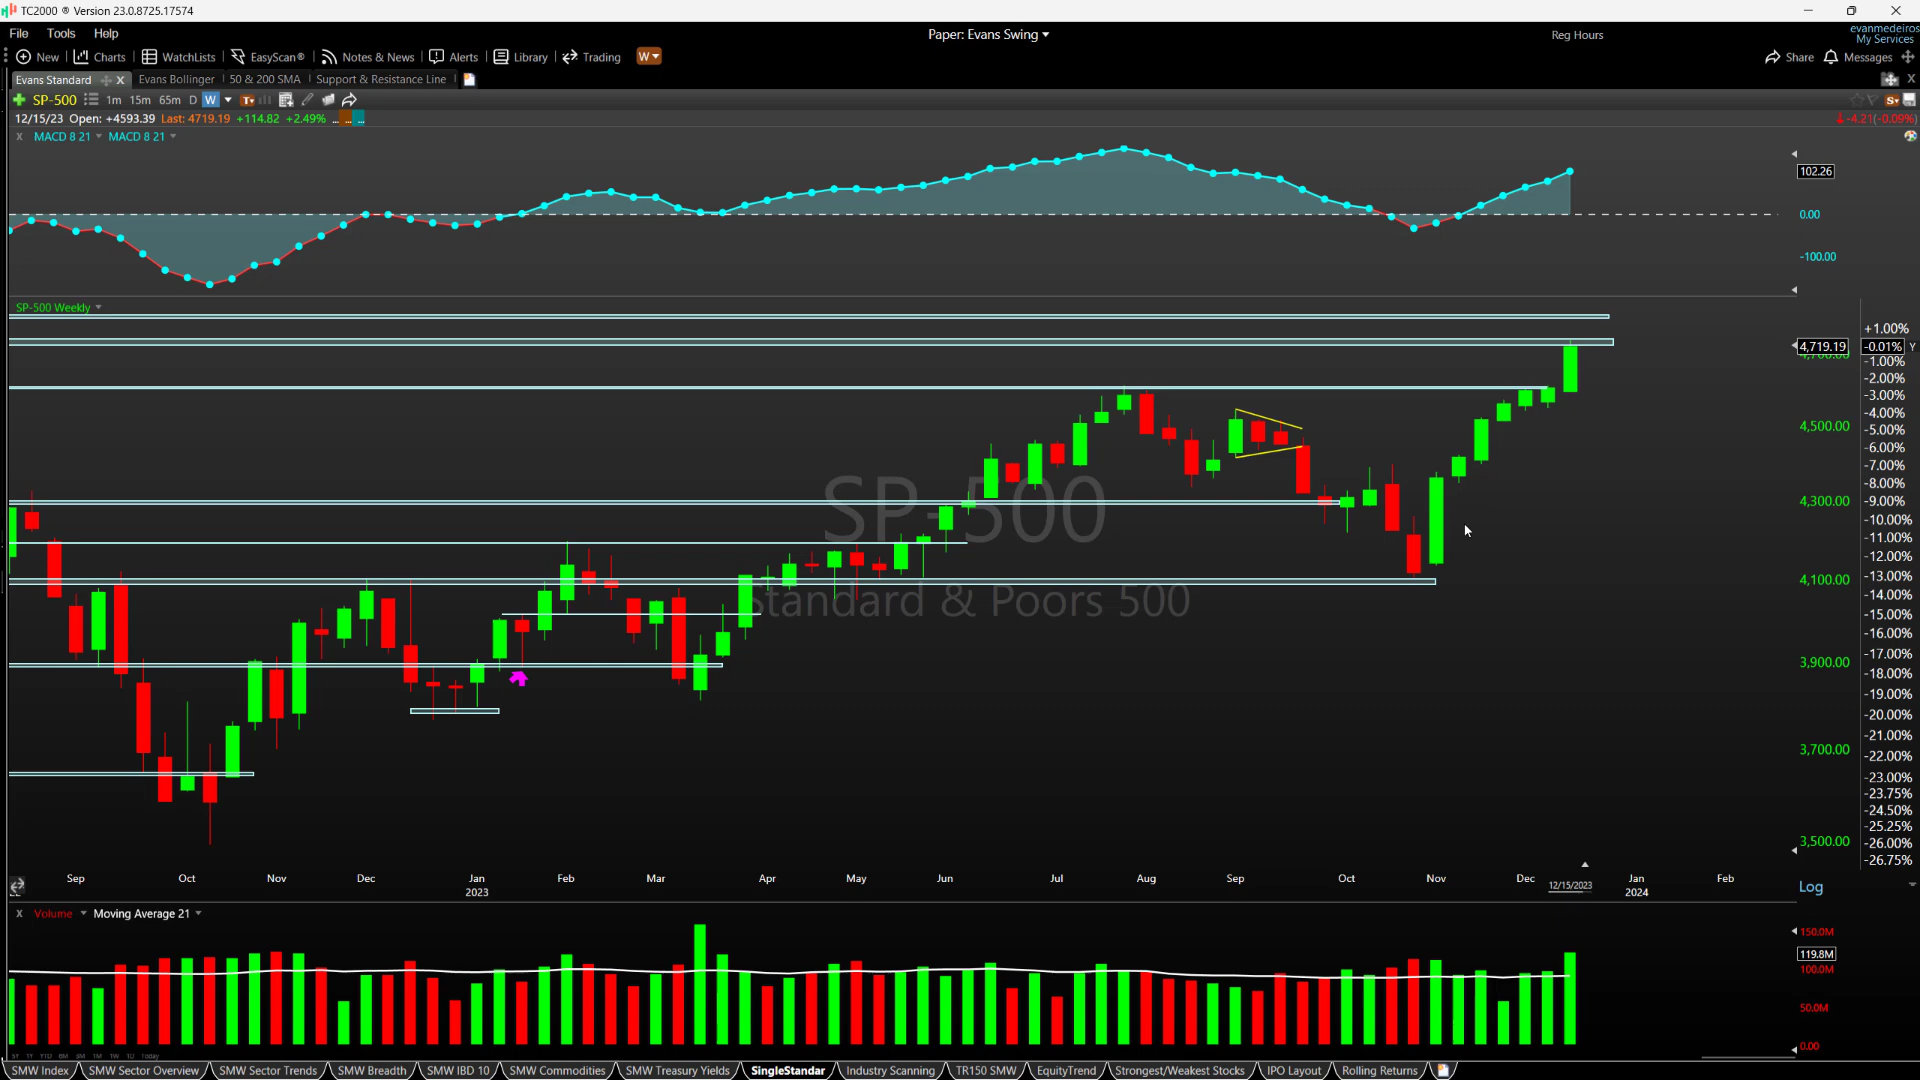 TC2000 ® Version 23.0.8725.17574
File Tools Help
Paper: Evans Swing
Reg Hours
evanmedeiros
My Services
New Charts WatchLists EasyScan® Notes & News Alerts Library Trading W
Share Messages
Evans Standard X Evans Bollinger 50 & 200 SMA Support & Resistance Line
SP-500 1m 15m 65m D W T
S
12/15/23 Open: +4593.39 Last: 4719.19 +114.82 +2.49% ... ... ...
-4.21(-0.09%)
X MACD 8 21 MACD 8 21
102.26
0.00
-100.00
SP-500 Weekly
+1.00%
4,719.19 -0.01% Y
-1.00%
-2.00%
-3.00%
-4.00%
4,500.00
-5.00%
-6.00%
-7.00%
-8.00%
4,300.00 -9.00%
-10.00%
-11.00%
-12.00%
4,100.00 -13.00%
-14.00%
-15.00%
-16.00%
-17.00%
3,900.00
-18.00%
-19.00%
-20.00%
-21.00%
3,700.00
-22.00%
-23.00%
-23.75%
-24.50%
-25.25%
3,500.00 -26.00%
-26.75%
SP-500
Standard & Poors 500
Sep Oct Nov Dec Jan Feb Mar Apr May Jun Jul Aug Sep Oct Nov Dec Jan Feb
2023 12/15/2023 2024
Log
X Volume Moving Average 21
150.0M
119.8M
100.0M
50.0M
0.00
5Y 1Y YTD 6M 3M 1M 1W 1D Today
SMW Index SMW Sector Overview SMW Sector Trends SMW Breadth SMW IBD 10 SMW Commodities SMW Treasury Yields SingleStandar Industry Scanning TR150 SMW EquityTrend Strongest/Weakest Stocks IPO Layout Rolling Returns